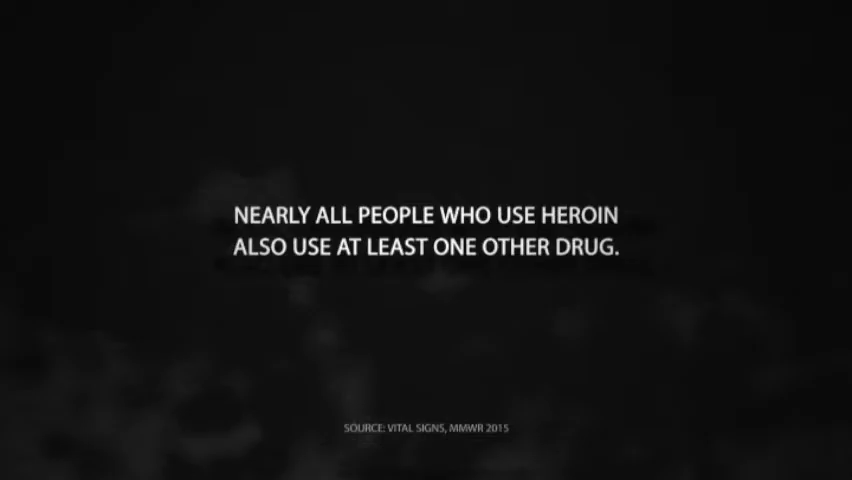 NEARLY ALL PEOPLE WHO USE HEROIN
ALSO USE AT LEAST ONE OTHER DRUG.
SOURCE: VITAL SIGNS, MMWR 2015